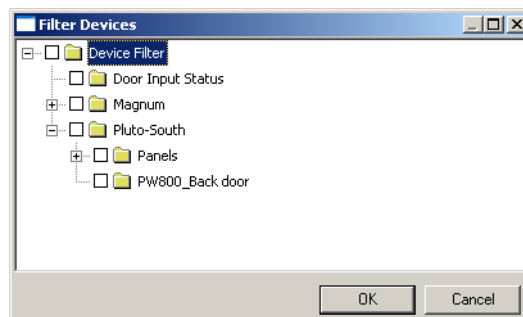 Filter Devices
Device Filter
Door Input Status
Magnum
Pluto-South
Panels
PW800_Back door
OK
Cancel